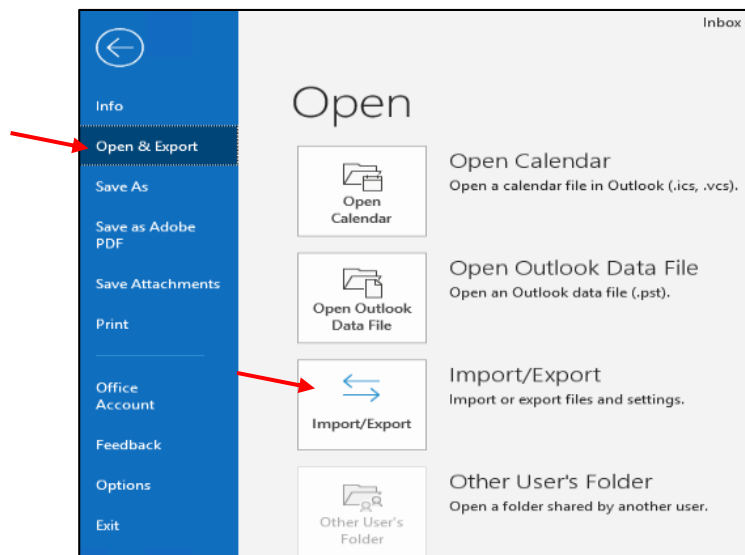 Inbox
Info
Open & Export
Save As
Save as Adobe
PDF
Save Attachments
Print
Office
Account
Feedback
Options
Exit
Open
Open
Calendar
Open Calendar
Open a calendar file in Outlook (.ics, .vcs).
Open Outlook
Data File
Open Outlook Data File
Open an Outlook data file (.pst).
Import/Export
Import/Export
Import or export files and settings.
Other User's
Folder
Other User's Folder
Open a folder shared by another user.